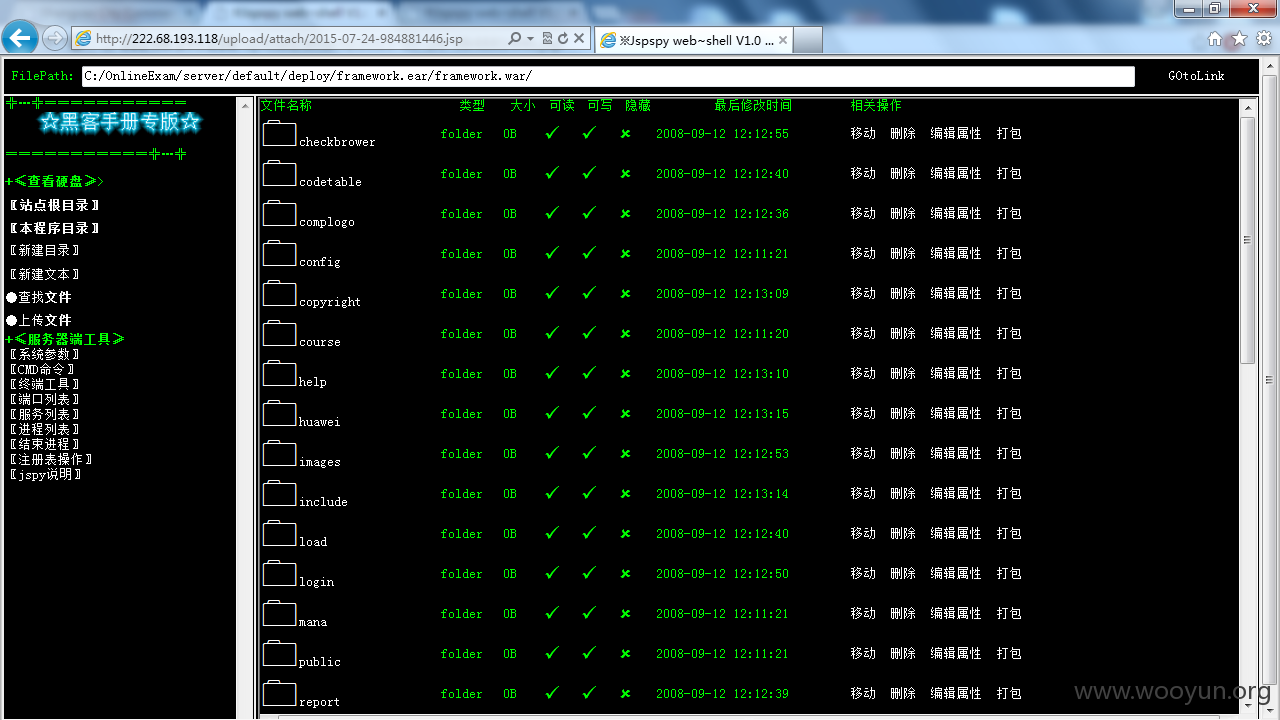 http://222.68.193.118/upload/attach/2015-07-24-984881446.jsp
※Jspspy web~shell V1.0 ...
FilePath: C:/OnlineExam/server/default/deploy/framework.ear/framework.war/ GOtoLink
╬┅╬============
☆黑客手册专版☆
============╬┅╬
+≪查看硬盘≫>
〖站点根目录〗
〖本程序目录〗
〖新建目录〗
〖新建文本〗
●查找文件
●上传文件
+≪服务器端工具≫
〖系统参数〗
〖CMD命令〗
〖终端工具〗
〖端口列表〗
〖服务列表〗
〖进程列表〗
〖结束进程〗
〖注册表操作〗
〖jspy说明〗
文件名称 类型 大小 可读 可写 隐藏 最后修改时间 相关操作
checkbrower folder 0B ✓ ✓ × 2008-09-12 12:12:55 移动 删除 编辑属性 打包
codetable folder 0B ✓ ✓ × 2008-09-12 12:12:40 移动 删除 编辑属性 打包
complogo folder 0B ✓ ✓ × 2008-09-12 12:12:36 移动 删除 编辑属性 打包
config folder 0B ✓ ✓ × 2008-09-12 12:11:21 移动 删除 编辑属性 打包
copyright folder 0B ✓ ✓ × 2008-09-12 12:13:09 移动 删除 编辑属性 打包
course folder 0B ✓ ✓ × 2008-09-12 12:11:20 移动 删除 编辑属性 打包
help folder 0B ✓ ✓ × 2008-09-12 12:13:10 移动 删除 编辑属性 打包
huawei folder 0B ✓ ✓ × 2008-09-12 12:13:15 移动 删除 编辑属性 打包
images folder 0B ✓ ✓ × 2008-09-12 12:12:53 移动 删除 编辑属性 打包
include folder 0B ✓ ✓ × 2008-09-12 12:13:14 移动 删除 编辑属性 打包
load folder 0B ✓ ✓ × 2008-09-12 12:12:40 移动 删除 编辑属性 打包
login folder 0B ✓ ✓ × 2008-09-12 12:12:50 移动 删除 编辑属性 打包
mana folder 0B ✓ ✓ × 2008-09-12 12:11:21 移动 删除 编辑属性 打包
public folder 0B ✓ ✓ × 2008-09-12 12:11:21 移动 删除 编辑属性 打包
report folder 0B ✓ ✓ × 2008-09-12 12:12:39 移动 删除 编辑属性 打包
www.wooyun.org